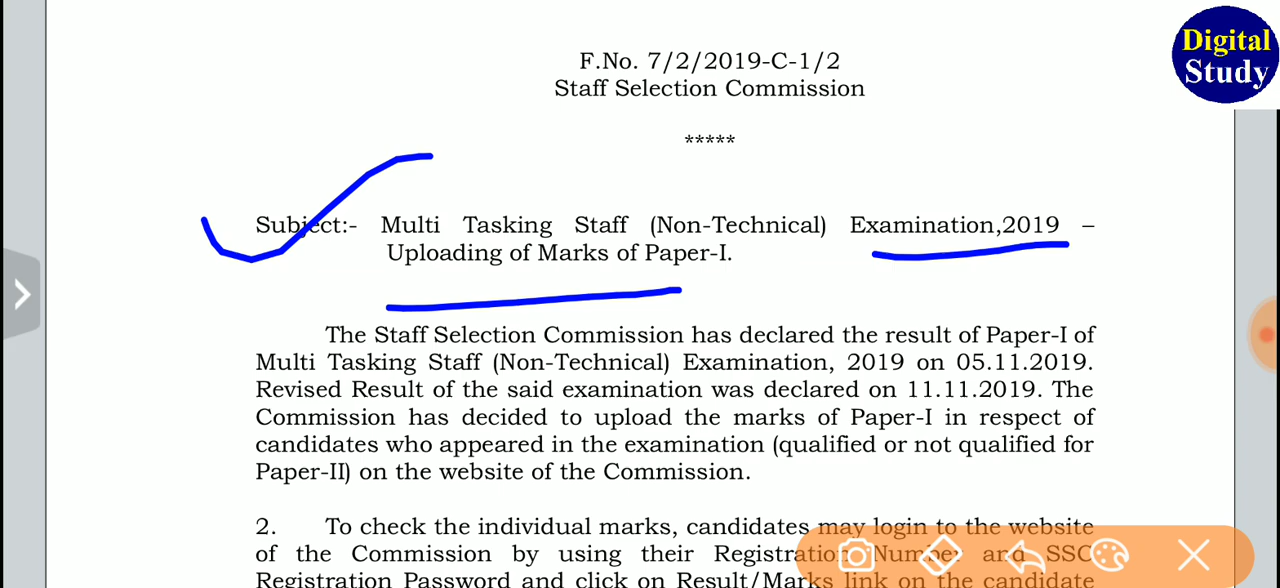 Digital
Study
F.No. 7/2/2019-C-1/2
Staff Selection Commission
*****
Subject:- Multi Tasking Staff (Non-Technical) Examination,2019 –
Uploading of Marks of Paper-I.
The Staff Selection Commission has declared the result of Paper-I of
Multi Tasking Staff (Non-Technical) Examination, 2019 on 05.11.2019.
Revised Result of the said examination was declared on 11.11.2019. The
Commission has decided to upload the marks of Paper-I in respect of
candidates who appeared in the examination (qualified or not qualified for
Paper-II) on the website of the Commission.
2. To check the individual marks, candidates may login to the website
of the Commission by using their Registration Number and SSC
Registration Password and click on Result/Marks link on the candidate